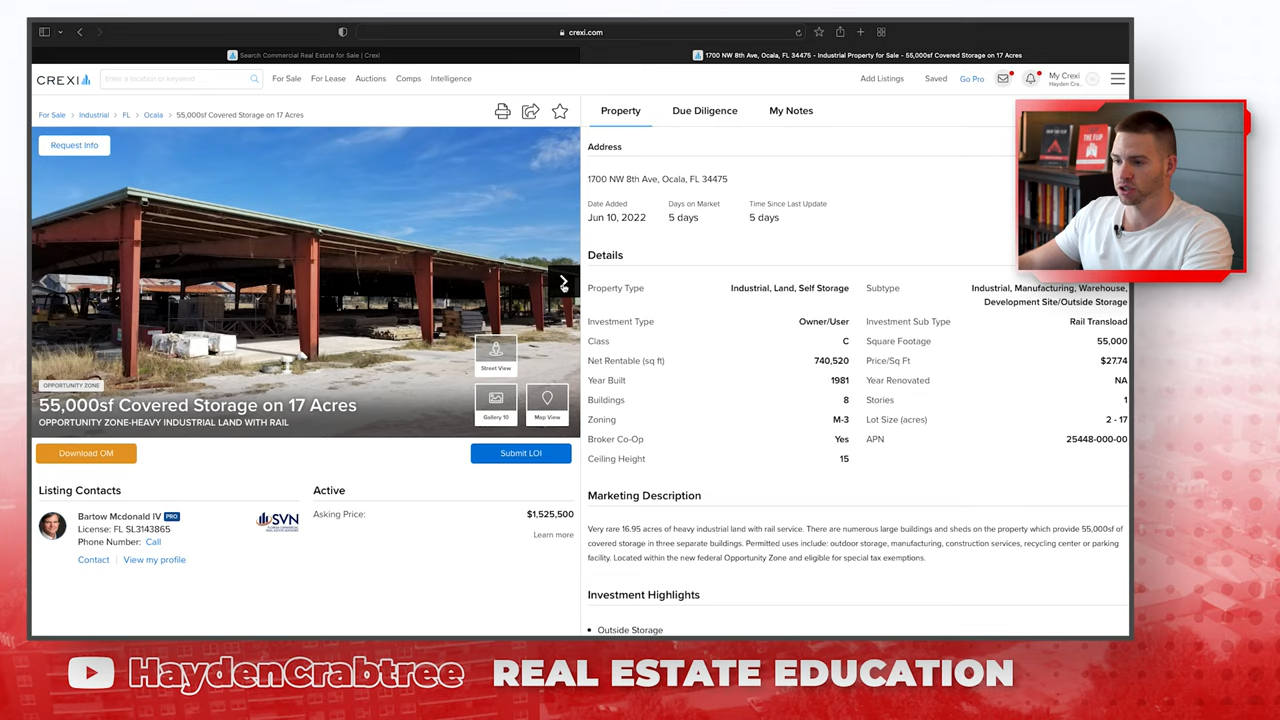 crexi.com
Search Commercial Real Estate for Sale | Crexi
1700 NW 8th Ave, Ocala, FL 34475 - Industrial Property for Sale - 55,000sf Covered Storage on 17 Acres
CREXI
Enter a location or keyword
For Sale
For Lease
Auctions
Comps
Intelligence
Add Listings
Saved
Go Pro
My Crexi
Hayden Cra...
For Sale > Industrial > FL > Ocala > 55,000sf Covered Storage on 17 Acres
Request Info
Street View
Gallery 10
Map View
OPPORTUNITY ZONE
55,000sf Covered Storage on 17 Acres
OPPORTUNITY ZONE-HEAVY INDUSTRIAL LAND WITH RAIL
Download OM
Submit LOI
Listing Contacts
Bartow Mcdonald IV PRO
License: FL SL3143865
Phone Number: Call
Contact
View my profile
SVN
Active
Asking Price: $1,525,500
Learn more
Property
Due Diligence
My Notes
Address
1700 NW 8th Ave, Ocala, FL 34475
Date Added Days on Market Time Since Last Update
Jun 10, 2022 5 days 5 days
Details
Property Type Industrial, Land, Self Storage
Subtype Industrial, Manufacturing, Warehouse,
Development Site/Outside Storage
Investment Type Owner/User
Investment Sub Type Rail Transload
Class C
Square Footage 55,000
Net Rentable (sq ft) 740,520
Price/Sq Ft $27.74
Year Built 1981
Year Renovated NA
Buildings 8
Stories 1
Zoning M-3
Lot Size (acres) 2 - 17
Broker Co-Op Yes
APN 25448-000-00
Ceiling Height 15
Marketing Description
Very rare 16.95 acres of heavy industrial land with rail service. There are numerous large buildings and sheds on the property which provide 55,000sf of
covered storage in three separate buildings. Permitted uses include: outdoor storage, manufacturing, construction services, recycling center or parking
facility. Located within the new federal Opportunity Zone and eligible for special tax exemptions.
Investment Highlights
• Outside Storage
THE FLIP
HaydenCrabtree
REAL ESTATE EDUCATION